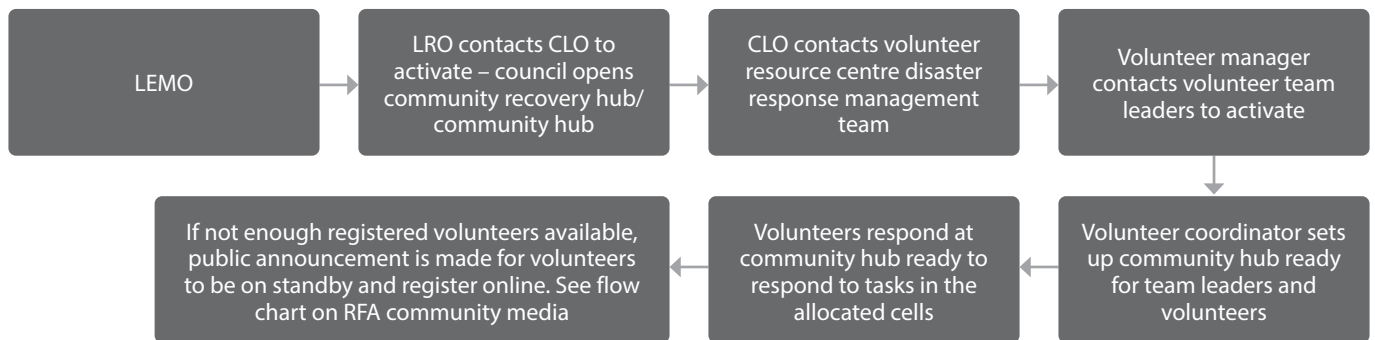 LEMO
LRO contacts CLO to
activate – council opens
community recovery hub/
community hub
CLO contacts volunteer
resource centre disaster
response management
team
Volunteer manager
contacts volunteer team
leaders to activate
Volunteer coordinator sets
up community hub ready
for team leaders and
volunteers
Volunteers respond at
community hub ready to
respond to tasks in the
allocated cells
If not enough registered volunteers available,
public announcement is made for volunteers
to be on standby and register online. See flow
chart on RFA community media